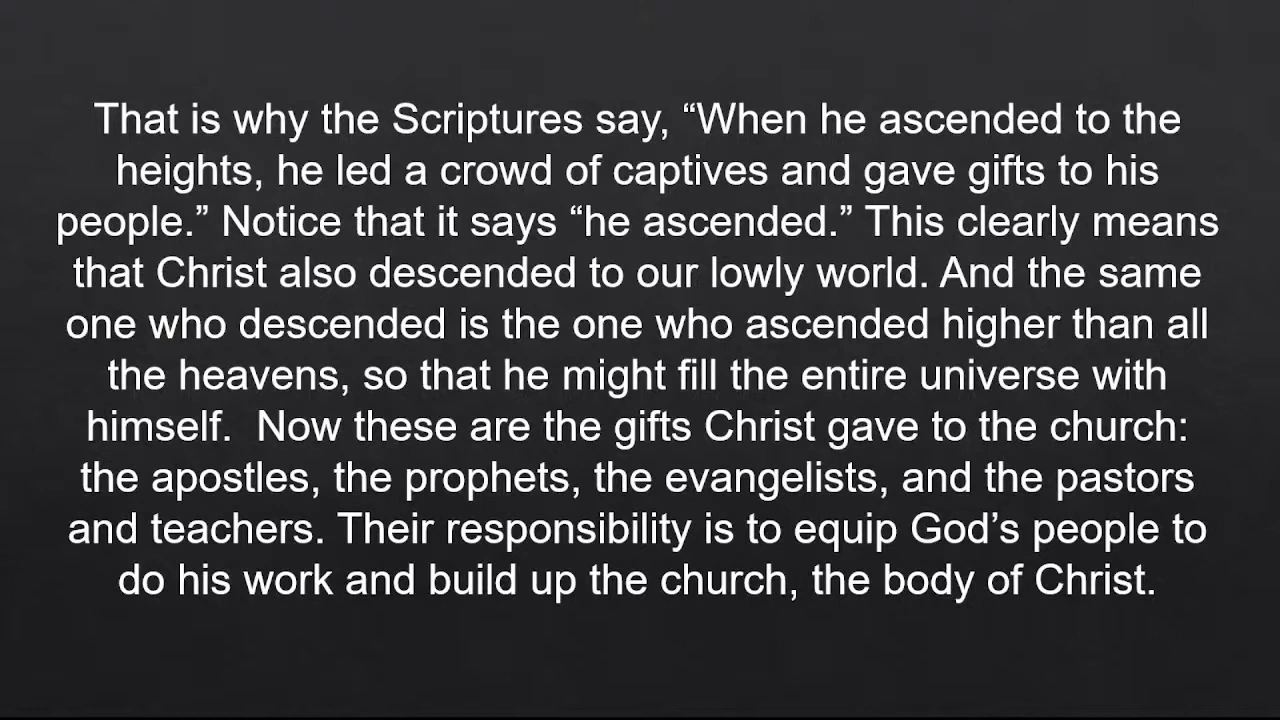 That is why the Scriptures say, “When he ascended to the
heights, he led a crowd of captives and gave gifts to his
people.” Notice that it says “he ascended.” This clearly means
that Christ also descended to our lowly world. And the same
one who descended is the one who ascended higher than all
the heavens, so that he might fill the entire universe with
himself.  Now these are the gifts Christ gave to the church:
the apostles, the prophets, the evangelists, and the pastors
and teachers. Their responsibility is to equip God’s people to
do his work and build up the church, the body of Christ.